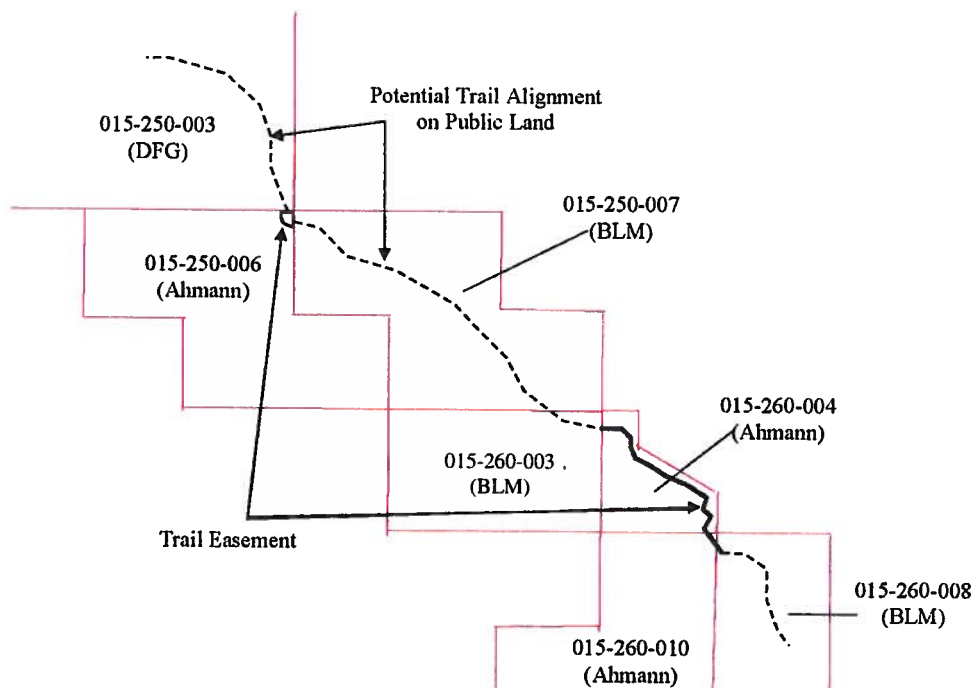 Potential Trail Alignment
on Public Land
015-250-003
(DFG)
015-250-007
(BLM)
015-250-006
(Ahmann)
015-260-004
(Ahmann)
015-260-003
(BLM)
Trail Easement
015-260-008
(BLM)
015-260-010
(Ahmann)